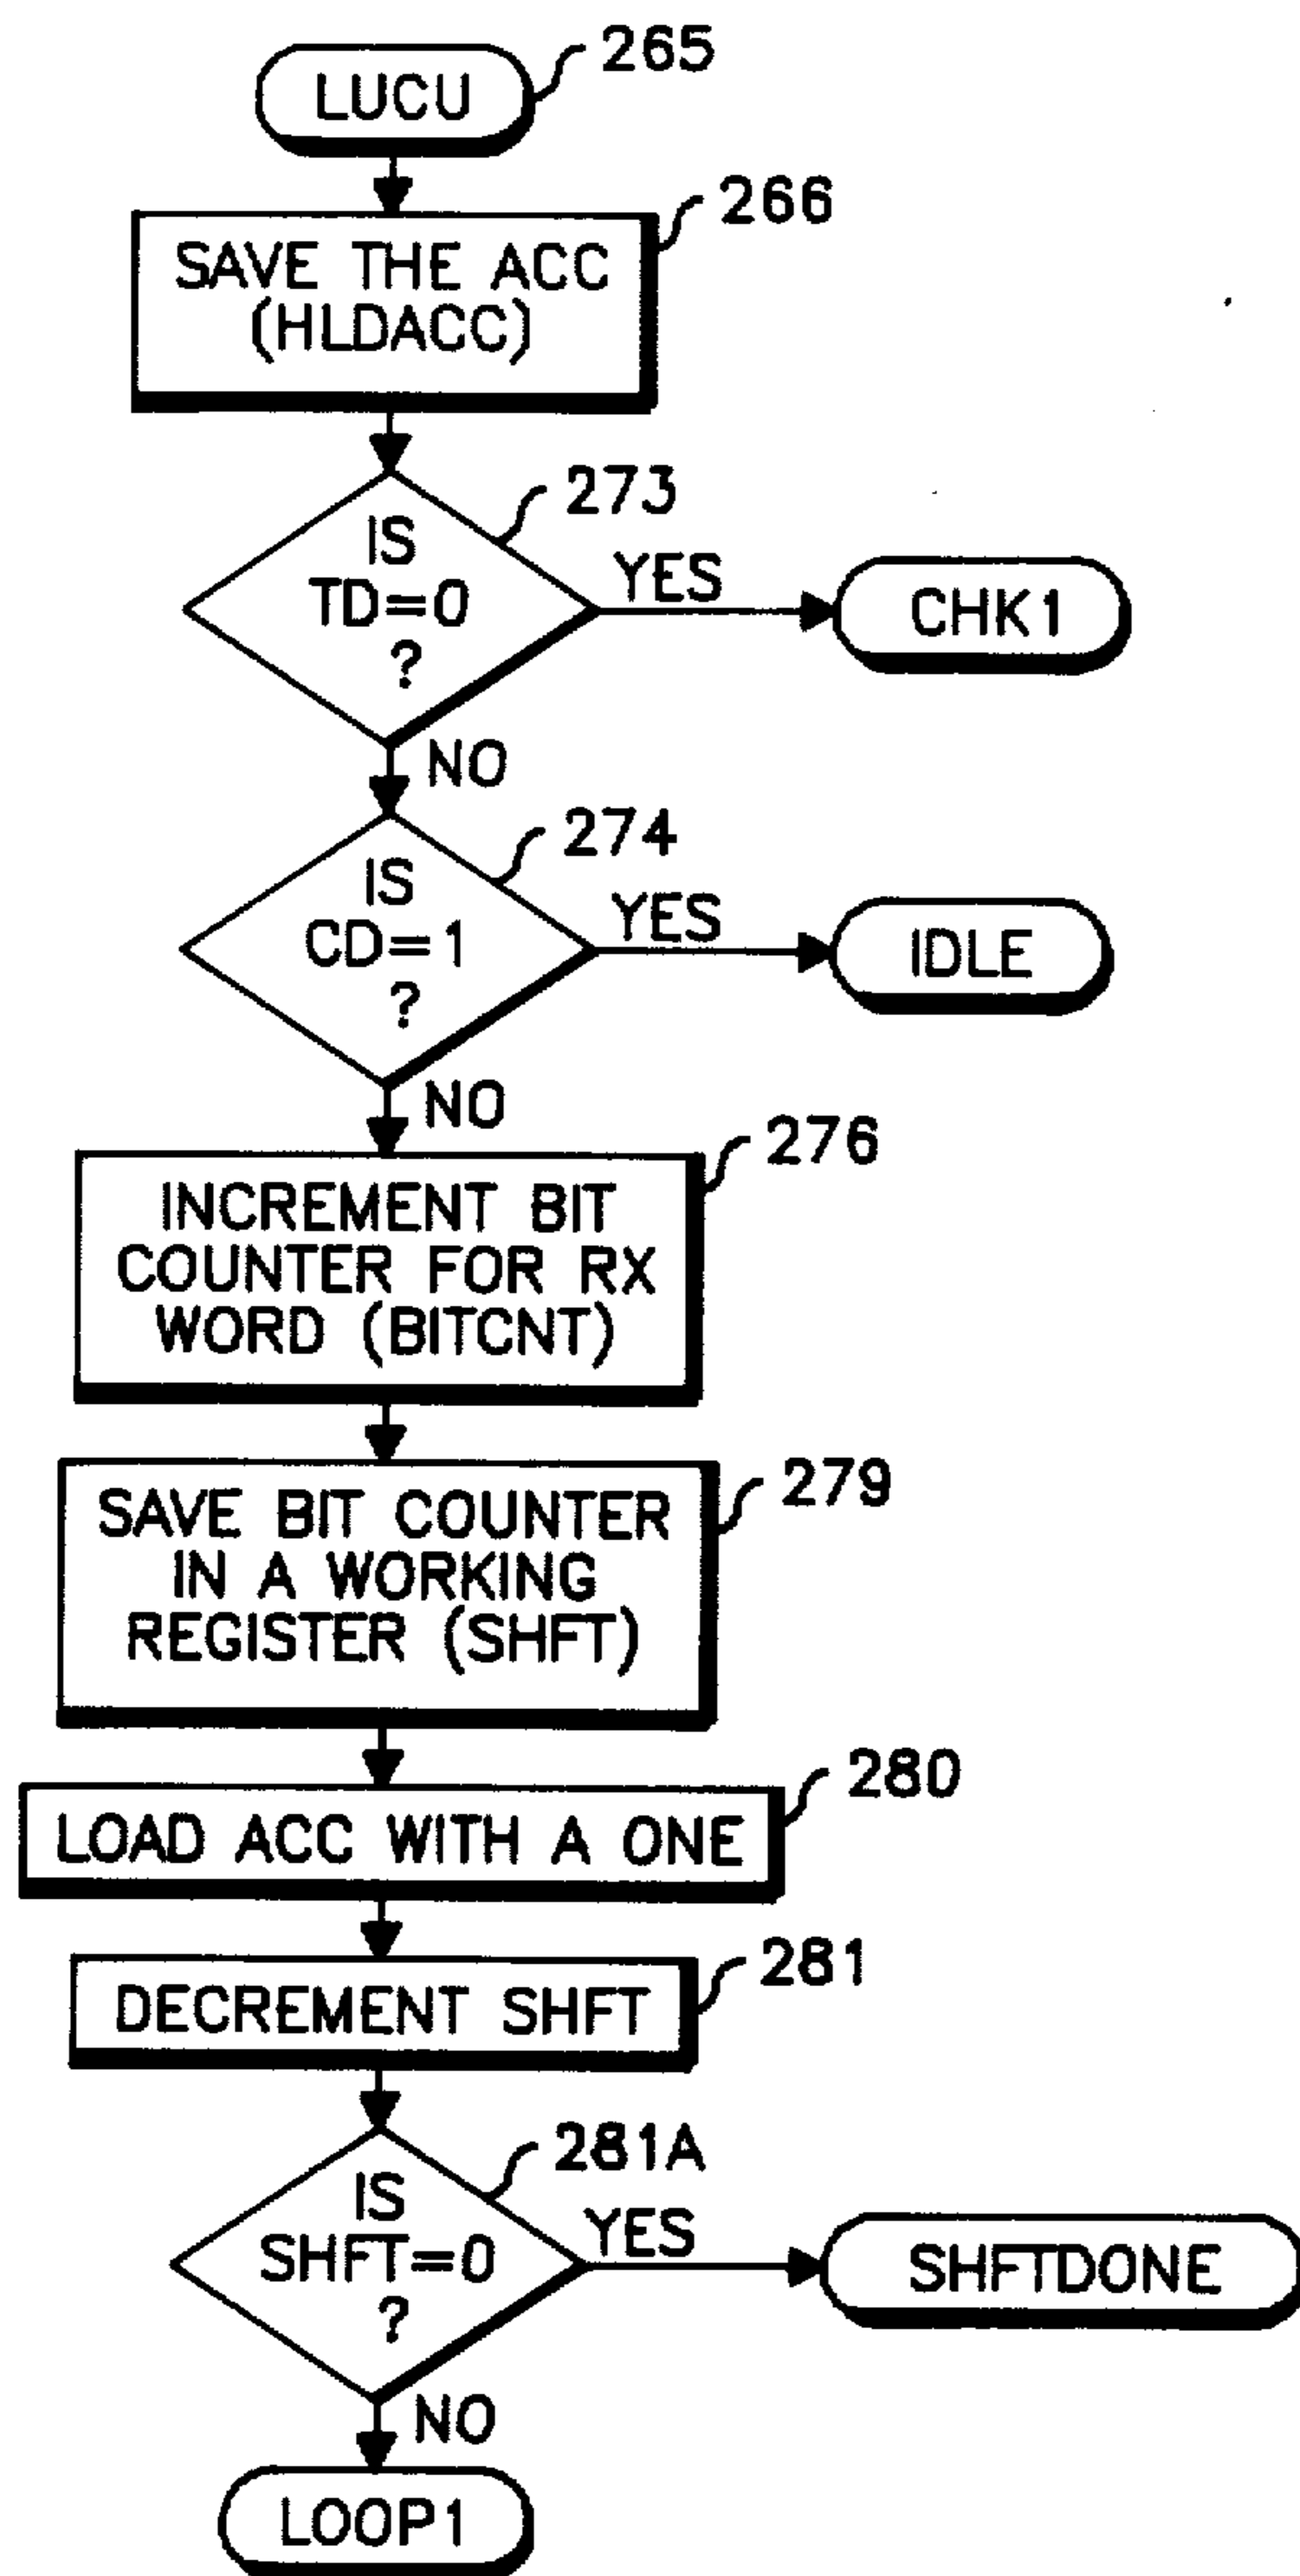 265
LUCU
266
SAVE THE ACC
(HLDACC)
273
IS
TD=0
?
YES
CHK1
NO
274
IS
CD=1
?
YES
IDLE
NO
276
INCREMENT BIT
COUNTER FOR RX
WORD (BITCNT)
279
SAVE BIT COUNTER
IN A WORKING
REGISTER (SHFT)
280
LOAD ACC WITH A ONE
281
DECREMENT SHFT
281A
IS
SHFT=0
?
YES
SHFTDONE
NO
LOOP1